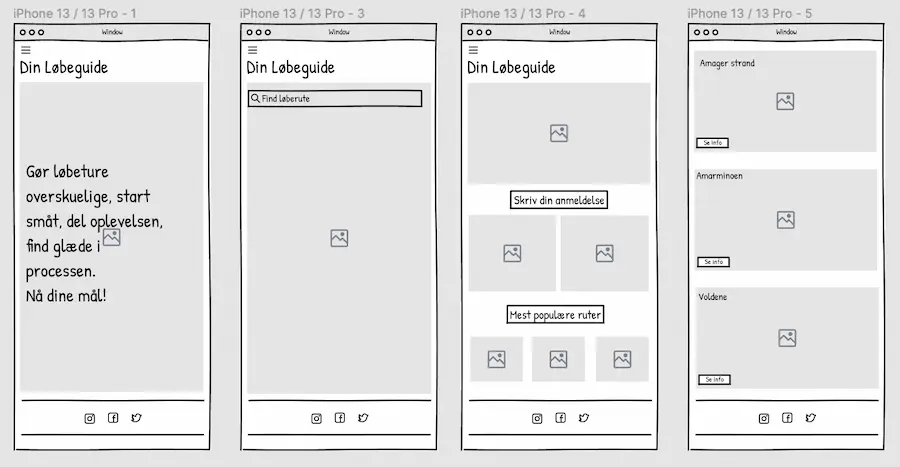 iPhone 13 / 13 Pro - 1
Window
Din Løbeguide
Gør løbeture
overskuelige, start
småt, del oplevelsen,
find glæde i
processen.
Nå dine mål!
iPhone 13 / 13 Pro - 3
Window
Din Løbeguide
Find løberute
iPhone 13 / 13 Pro - 4
Window
Din Løbeguide
Skriv din anmeldelse
Mest populære ruter
iPhone 13 / 13 Pro - 5
Window
Amager strand
Se info
Amarminoen
Se info
Voldene
Se info